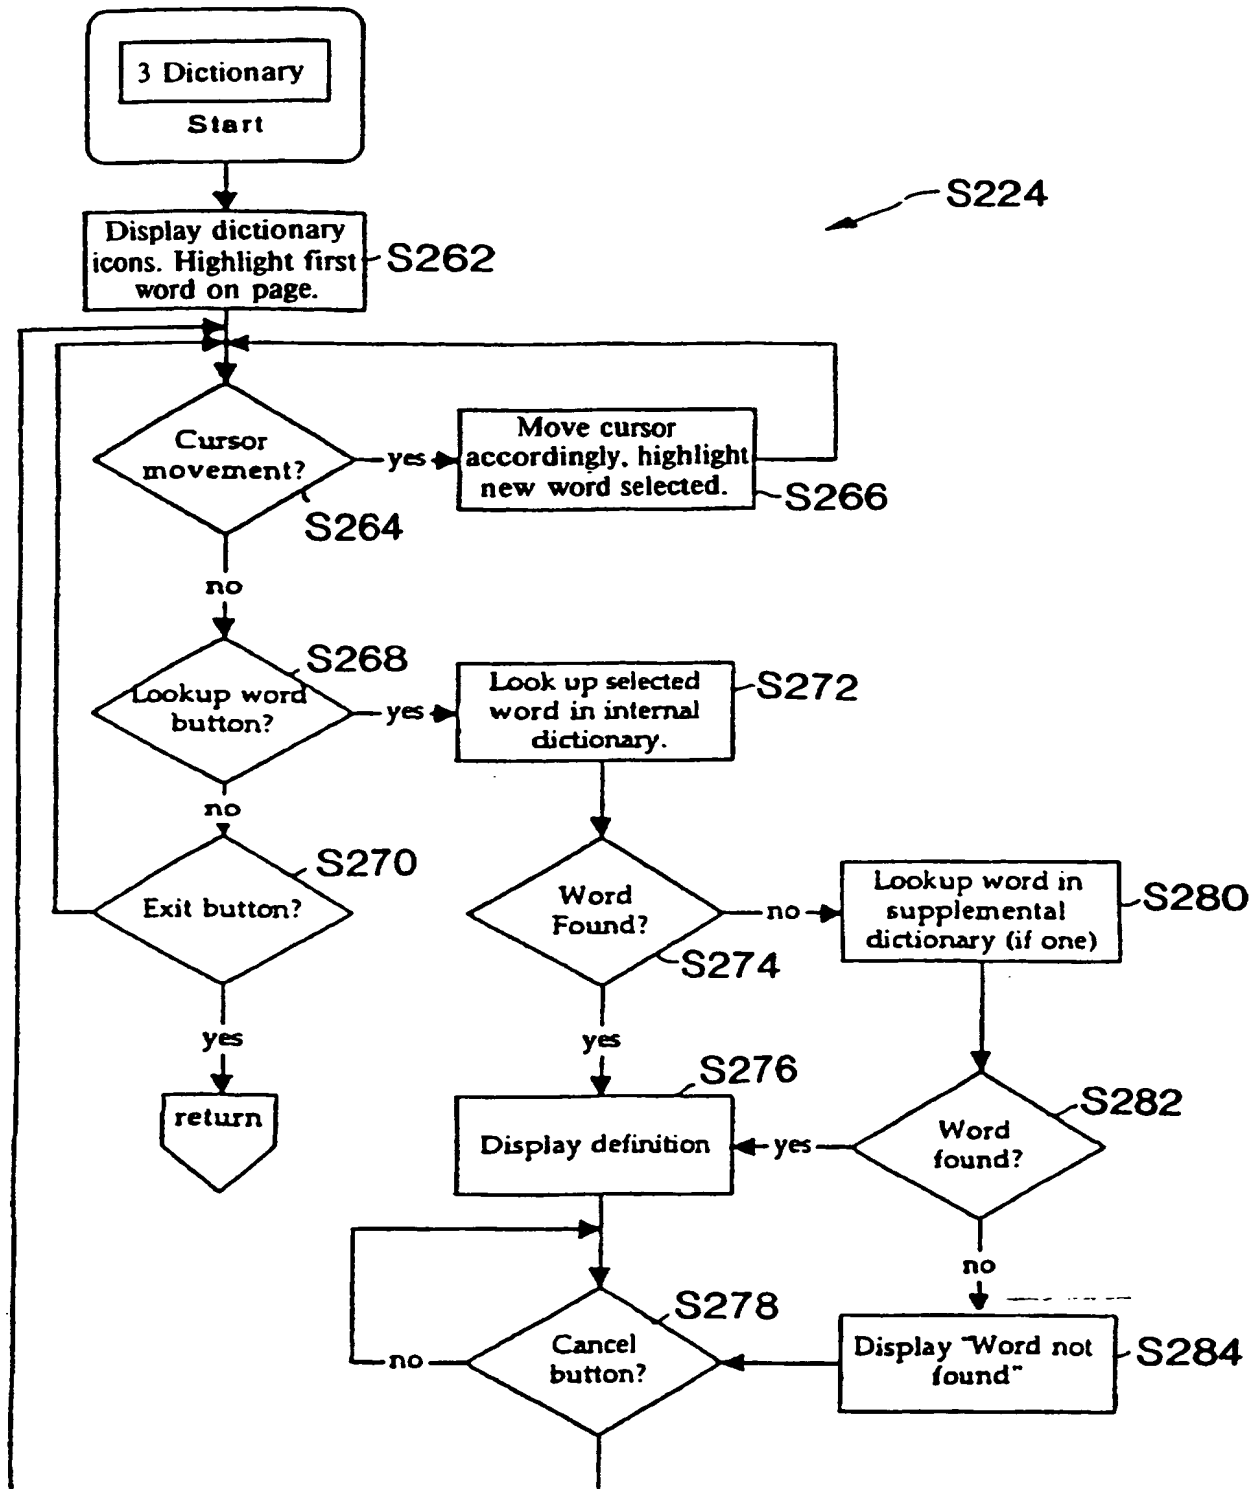 3 Dictionary
Start
S224
Display dictionary
icons. Highlight first
word on page.
S262
Cursor
movement?
S264
yes
Move cursor
accordingly, highlight
new word selected.
S266
no
Lookup word
button?
S268
yes
Look up selected
word in internal
dictionary.
S272
no
Exit button?
S270
yes
return
Word
Found?
S274
no
Lookup word in
supplemental
dictionary (if one)
S280
yes
Display definition
S276
yes
Word
found?
S282
no
Cancel
button?
S278
no
Display "Word not
found"
S284